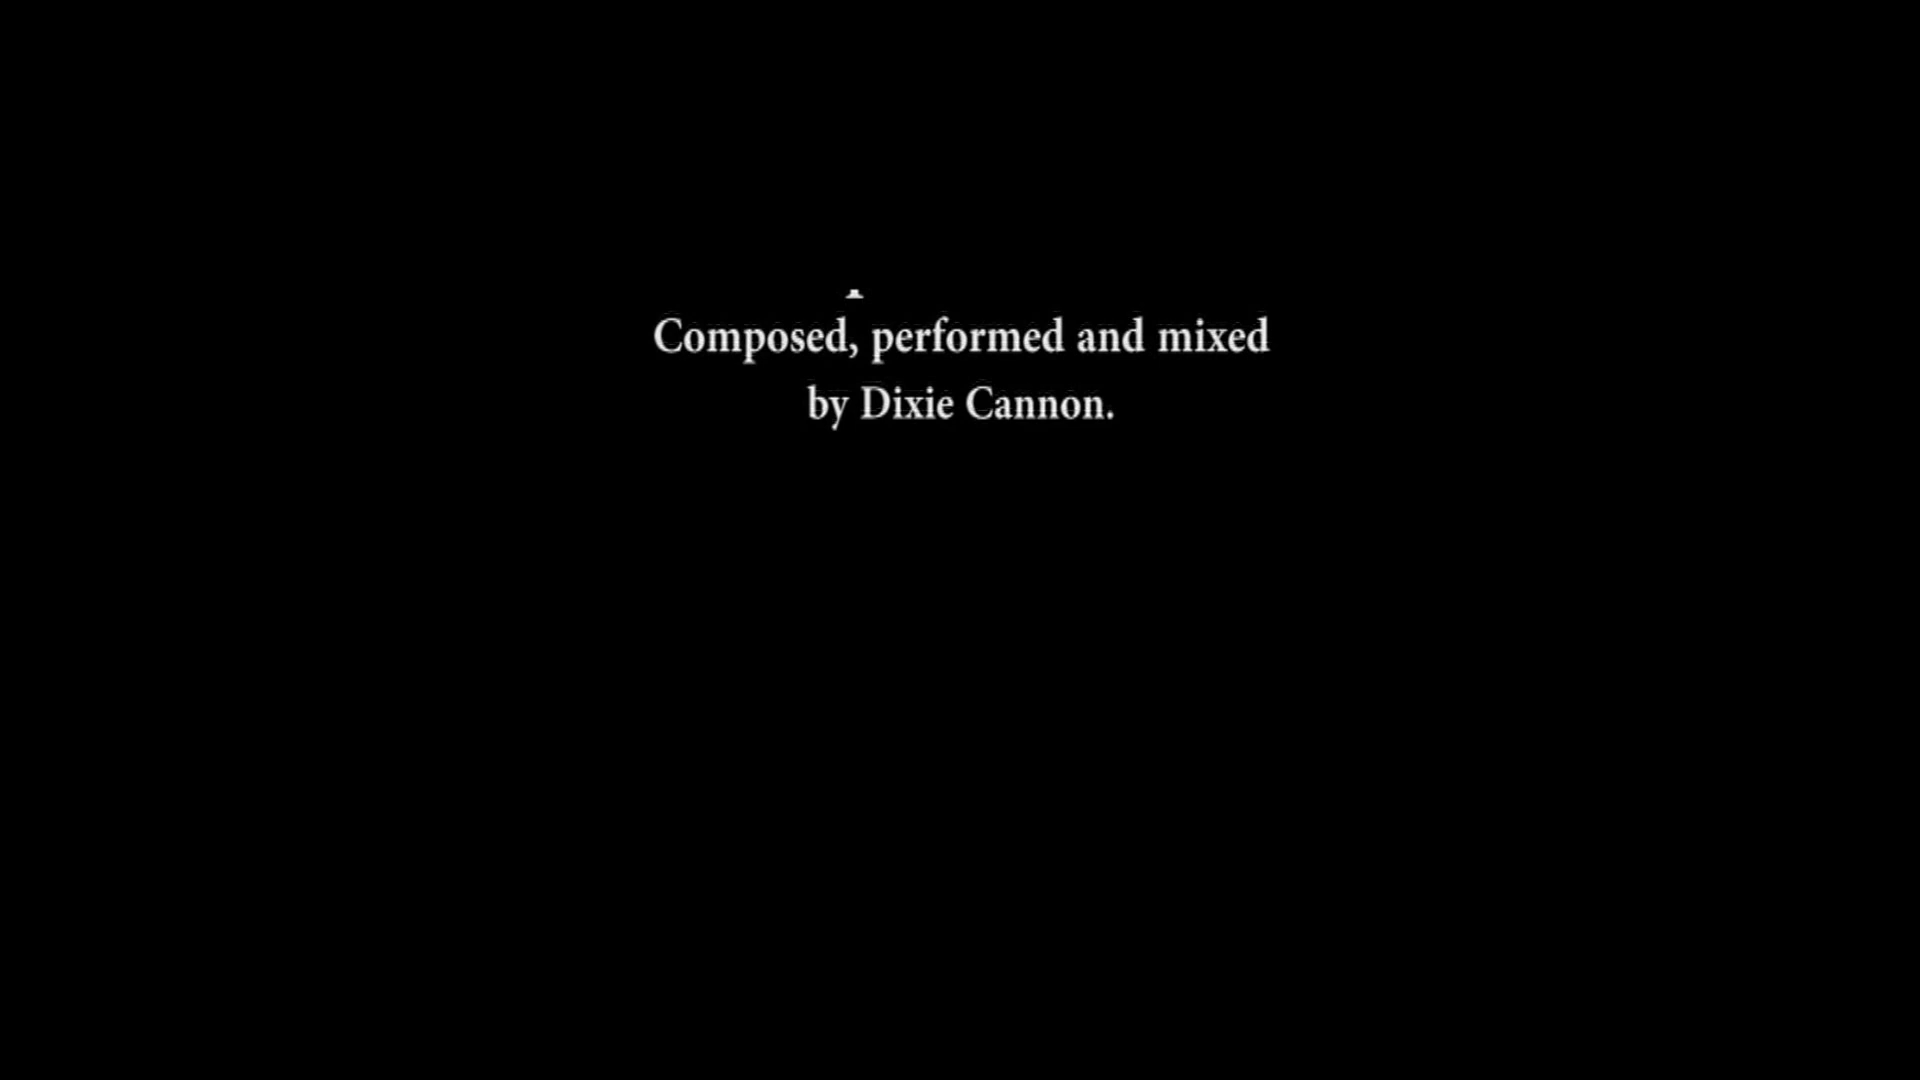 Composed, performed and mixed
by Dixie Cannon.